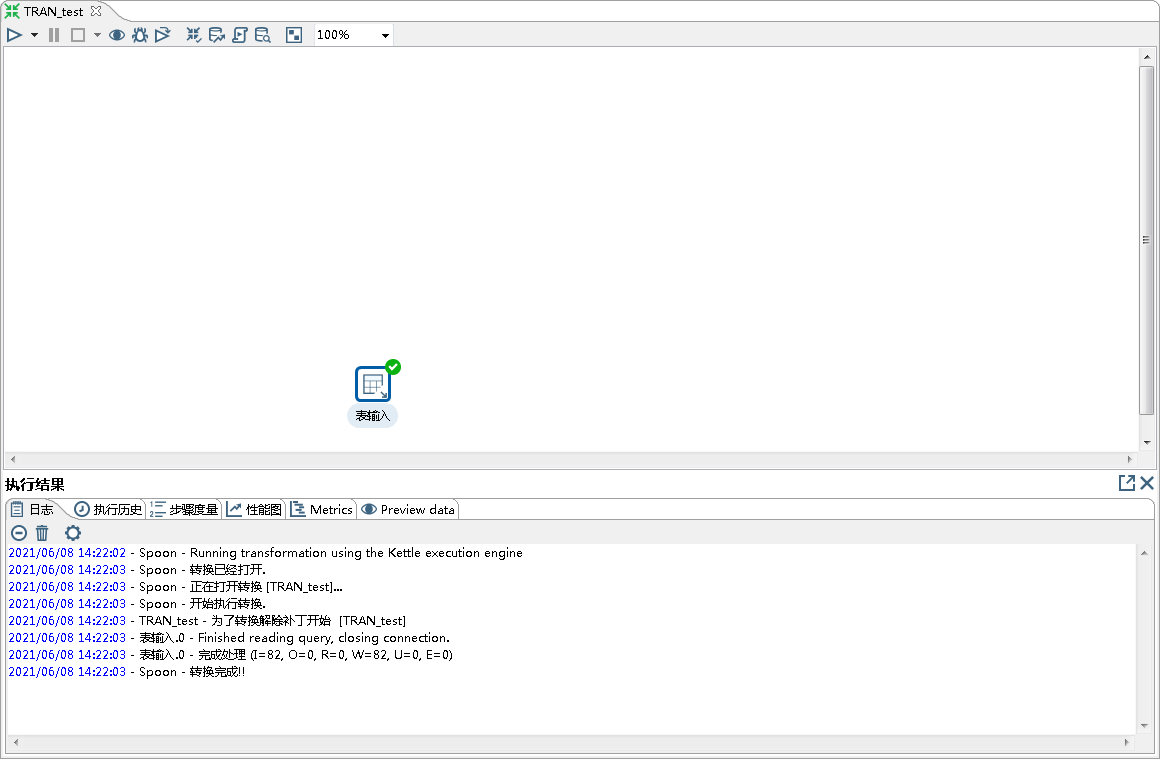 TRAN_test
100%
表输入
执行结果
日志 执行历史 步骤度量 性能图 Metrics Preview data
2021/06/08 14:22:02 - Spoon - Running transformation using the Kettle execution engine
2021/06/08 14:22:03 - Spoon - 转换已经打开.
2021/06/08 14:22:03 - Spoon - 正在打开转换 [TRAN_test]...
2021/06/08 14:22:03 - Spoon - 开始执行转换.
2021/06/08 14:22:03 - TRAN_test - 为了转换解除补丁开始  [TRAN_test]
2021/06/08 14:22:03 - 表输入.0 - Finished reading query, closing connection.
2021/06/08 14:22:03 - 表输入.0 - 完成处理 (I=82, O=0, R=0, W=82, U=0, E=0)
2021/06/08 14:22:03 - Spoon - 转换完成!!